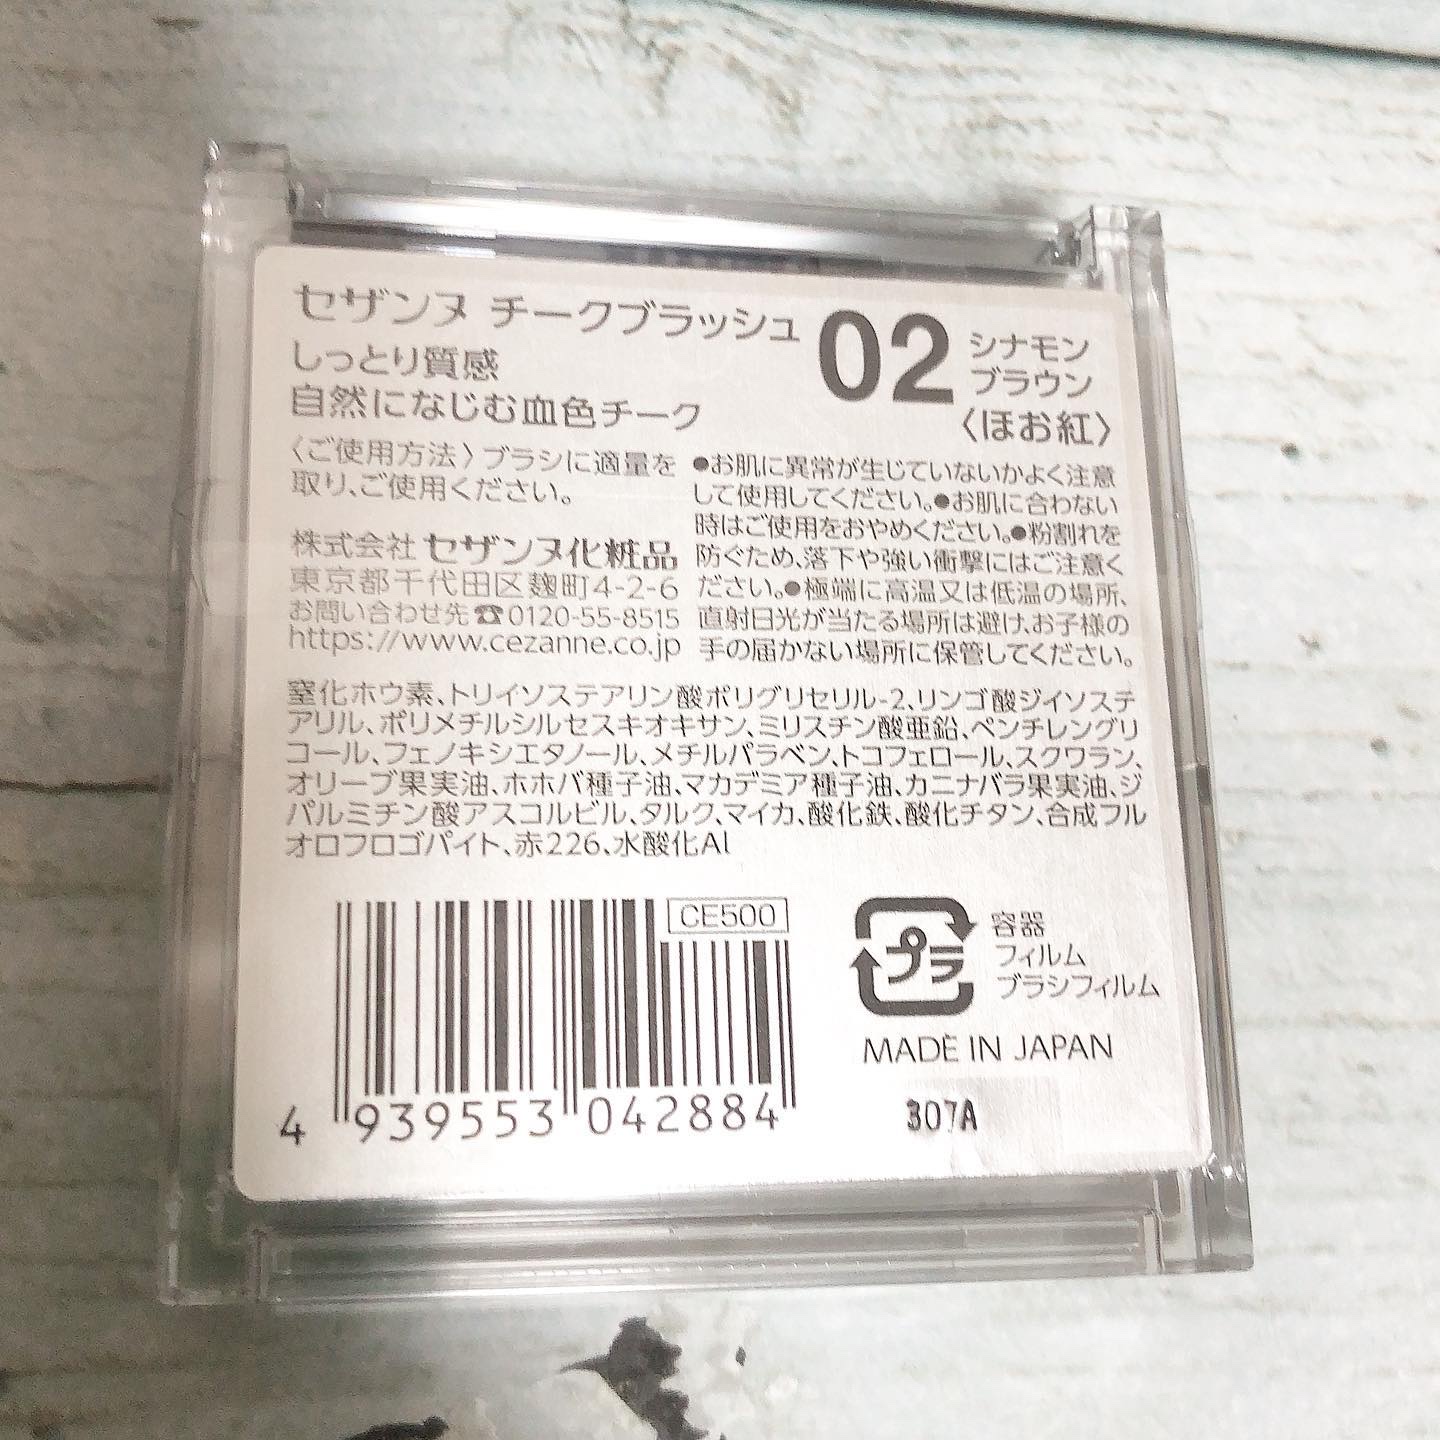 セザンヌ チークブラッシュ
しっとり質感
自然になじむ血色チーク
02
シナモン
ブラウン
〈ほお紅〉
〈ご使用方法〉ブラシに適量を
取り、ご使用ください。
株式会社 セザンヌ化粧品
東京都千代田区麹町4-2-6
お問い合わせ先☎0120-55-8515
https://www.cezanne.co.jp
●お肌に異常が生じていないかよく注意
して使用してください。●お肌に合わない
時はご使用をおやめください。●粉割れを
防ぐため、落下や強い衝撃にはご注意く
ださい。●極端に高温又は低温の場所、
直射日光が当たる場所は避け、お子様の
手の届かない場所に保管してください。
窒化ホウ素、トリイソステアリン酸ポリグリセリル-2、リンゴ酸ジイソステ
アリル、ポリメチルシルセスキオキサン、ミリスチン酸亜鉛、ペンチレングリ
コール、フェノキシエタノール、メチルパラベン、トコフェロール、スクワラン、
オリーブ果実油、ホホバ種子油、マカデミア種子油、カニナバラ果実油、ジ
パルミチン酸アスコルビル、タルク、マイカ、酸化鉄、酸化チタン、合成フル
オロフロゴパイト、赤226、水酸化Al
CE500
4 939553 042884
プラ
容器
フィルム
ブラシフィルム
MADE IN JAPAN
307A